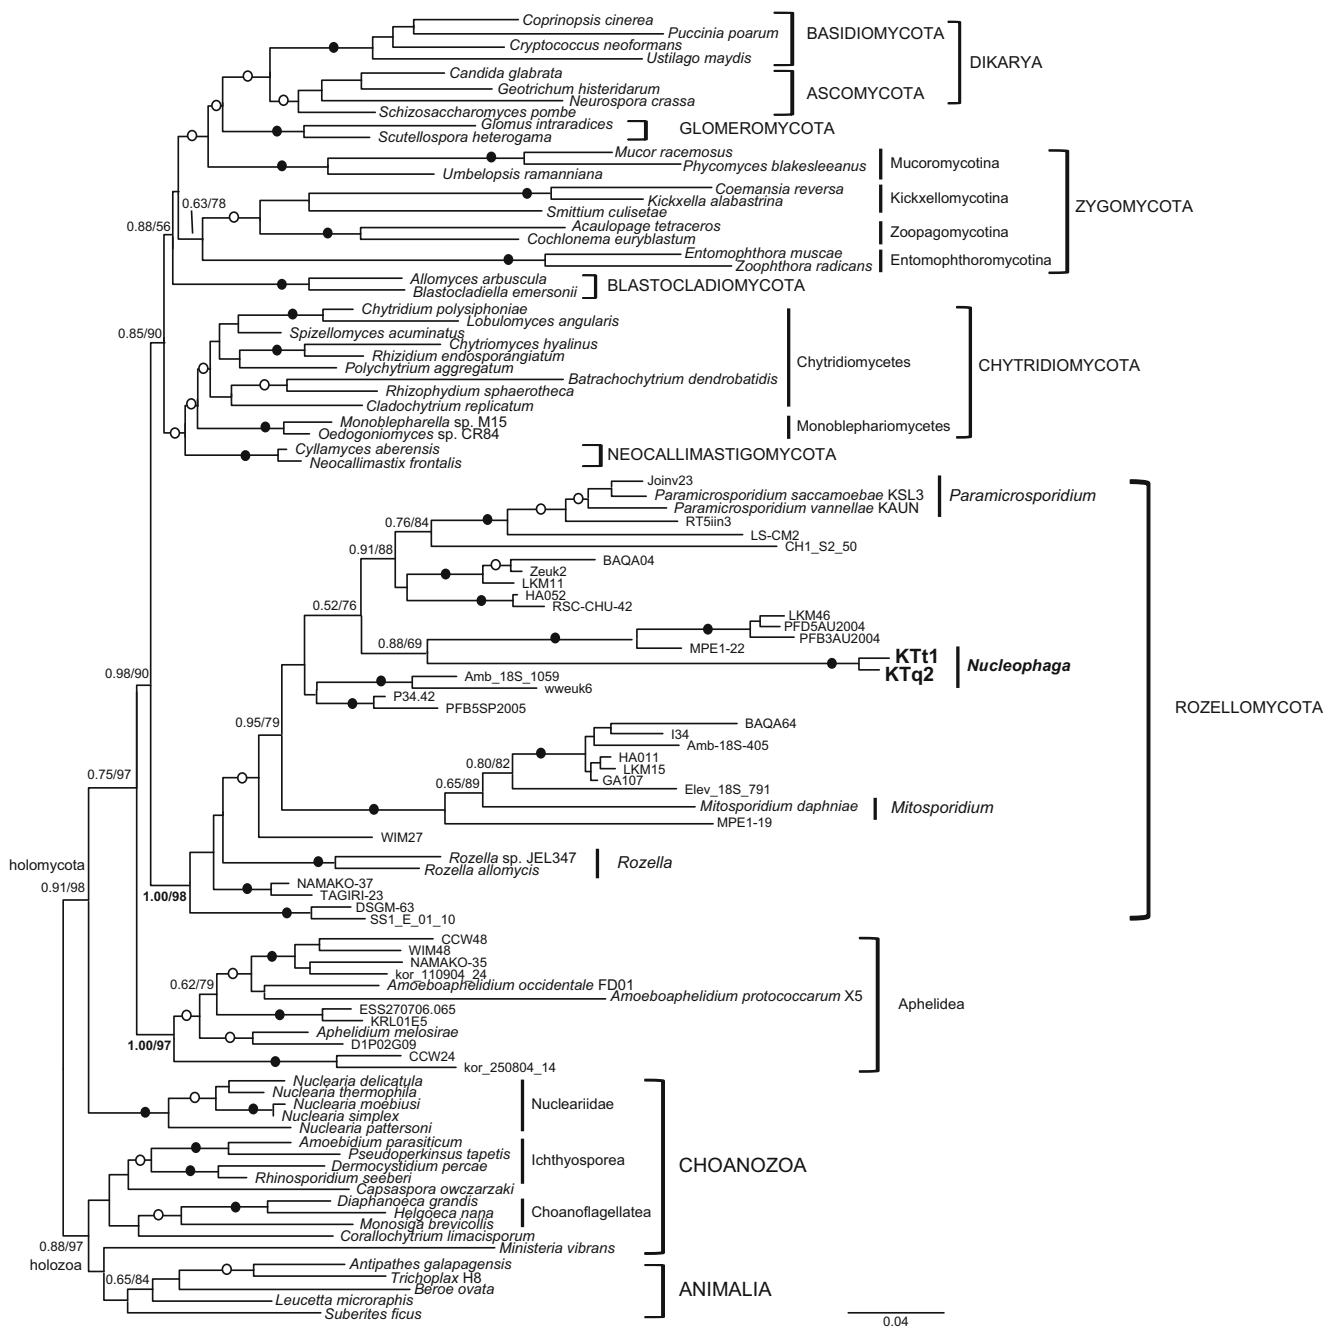 Coprinopsis cinerea
Puccinia poarum
BASIDIOMYCOTA
Cryptococcus neoformans
Ustilago maydis
DIKARYA
Candida glabrata
Geotrichum histeridarum
ASCOMYCOTA
Neurospora crassa
Schizosaccharomyces pombe
Glomus intraradices
GLOMEROMYCOTA
Scutellospora heterogama
Mucor racemosus
Phycomyces blakesleeanus
Mucoromycotina
Umbelopsis ramanniana
Coemansia reversa
Kickxella alabastrina
Kickxellomycotina
0.63/78
Smittium culisetae
ZYGOMYCOTA
0.88/56
Acaulopage tetraceros
Zoopagomycotina
Cochlonema euryblastum
Entomophthora muscae
Entomophthoromycotina
Zoophthora radicans
Allomyces arbuscula
BLASTOCLADIOMYCOTA
Blastocladiella emersonii
Chytridium polysiphoniae
Lobulomyces angularis
0.85/90
Spizellomyces acuminatus
Chytriomyces hyalinus
Rhizidium endosporangiatum
Chytridiomycetes
CHYTRIDIOMYCOTA
Polychytrium aggregatum
Batrachochytrium dendrobatidis
Rhizophydium sphaerotheca
Cladochytrium replicatum
Monoblepharella sp. M15
Monoblephariomycetes
Oedogoniomyces sp. CR84
Cyllamyces aberensis
NEOCALLIMASTIGOMYCOTA
Neocallimastix frontalis
Joinv23
Paramicrosporidium saccamoebae KSL3
Paramicrosporidium
Paramicrosporidium vannellae KAUN
0.76/84
RT5iin3
LS-CM2
0.91/88
CH1_S2_50
BAQA04
Zeuk2
LKM11
HA052
0.52/76
RSC-CHU-42
LKM46
PFD5AU2004
PFB3AU2004
0.88/69
MPE1-22
KTt1
Nucleophaga
KTq2
0.98/90
Amb_18S_1059
wweuk6
P34.42
PFB5SP2005
ROZELLOMYCOTA
0.95/79
BAQA64
I34
Amb-18S-405
HA011
0.80/82
LKM15
0.75/97
GA107
0.65/89
Elev_18S_791
Mitosporidium daphniae
Mitosporidium
MPE1-19
WIM27
holomycota
Rozella sp. JEL347
Rozella
Rozella allomycis
0.91/98
NAMAKO-37
1.00/98
TAGIRI-23
DSGM-63
SS1_E_01_10
CCW48
WIM48
NAMAKO-35
kor_110904_24
0.62/79
Amoeboaphelidium occidentale FD01
Amoeboaphelidium protococcarum X5
Aphelidea
ESS270706.065
KRL01E5
Aphelidium melosirae
1.00/97
D1P02G09
CCW24
kor_250804_14
Nuclearia delicatula
Nuclearia thermophila
Nuclearia moebiusi
Nucleariidae
Nuclearia simplex
Nuclearia pattersoni
Amoebidium parasiticum
Pseudoperkinsus tapetis
Ichthyosporea
CHOANOZOA
Dermocystidium percae
Rhinosporidium seeberi
Capsaspora owczarzaki
Diaphanoeca grandis
Helgoeca nana
Choanoflagellatea
Monosiga brevicollis
Corallochytrium limacisporum
0.88/97
Ministeria vibrans
holozoa
Antipathes galapagensis
0.65/84
Trichoplax H8
ANIMALIA
Beroe ovata
Leucetta microraphis
Suberites ficus
0.04